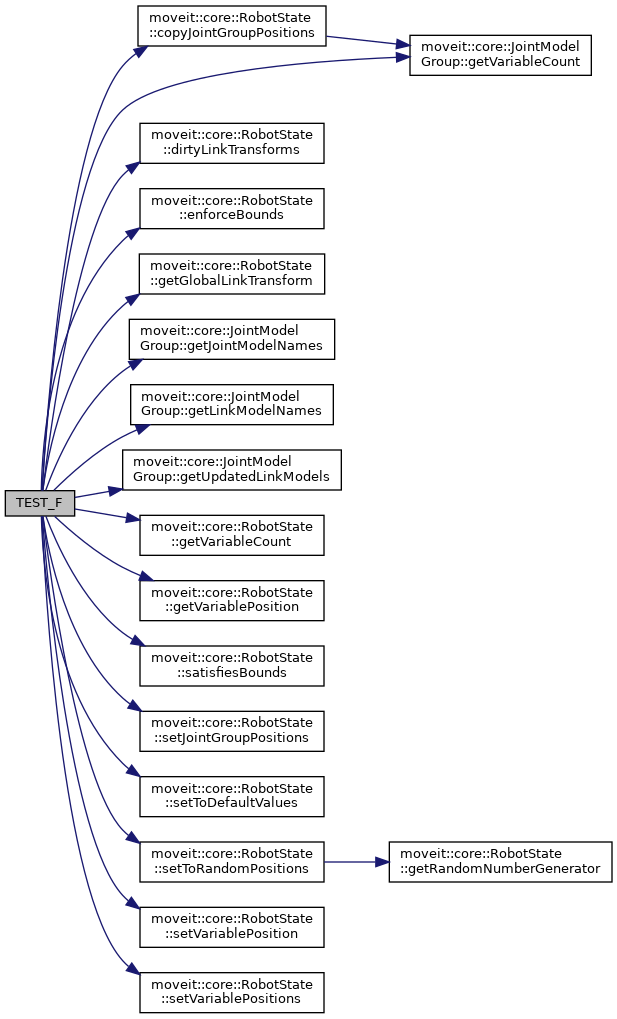 moveit::core::RobotState
::copyJointGroupPositions
moveit::core::JointModel
Group::getVariableCount
moveit::core::RobotState
::dirtyLinkTransforms
moveit::core::RobotState
::enforceBounds
moveit::core::RobotState
::getGlobalLinkTransform
moveit::core::JointModel
Group::getJointModelNames
moveit::core::JointModel
Group::getLinkModelNames
moveit::core::JointModel
Group::getUpdatedLinkModels
TEST_F
moveit::core::RobotState
::getVariableCount
moveit::core::RobotState
::getVariablePosition
moveit::core::RobotState
::satisfiesBounds
moveit::core::RobotState
::setJointGroupPositions
moveit::core::RobotState
::setToDefaultValues
moveit::core::RobotState
::setToRandomPositions
moveit::core::RobotState
::getRandomNumberGenerator
moveit::core::RobotState
::setVariablePosition
moveit::core::RobotState
::setVariablePositions